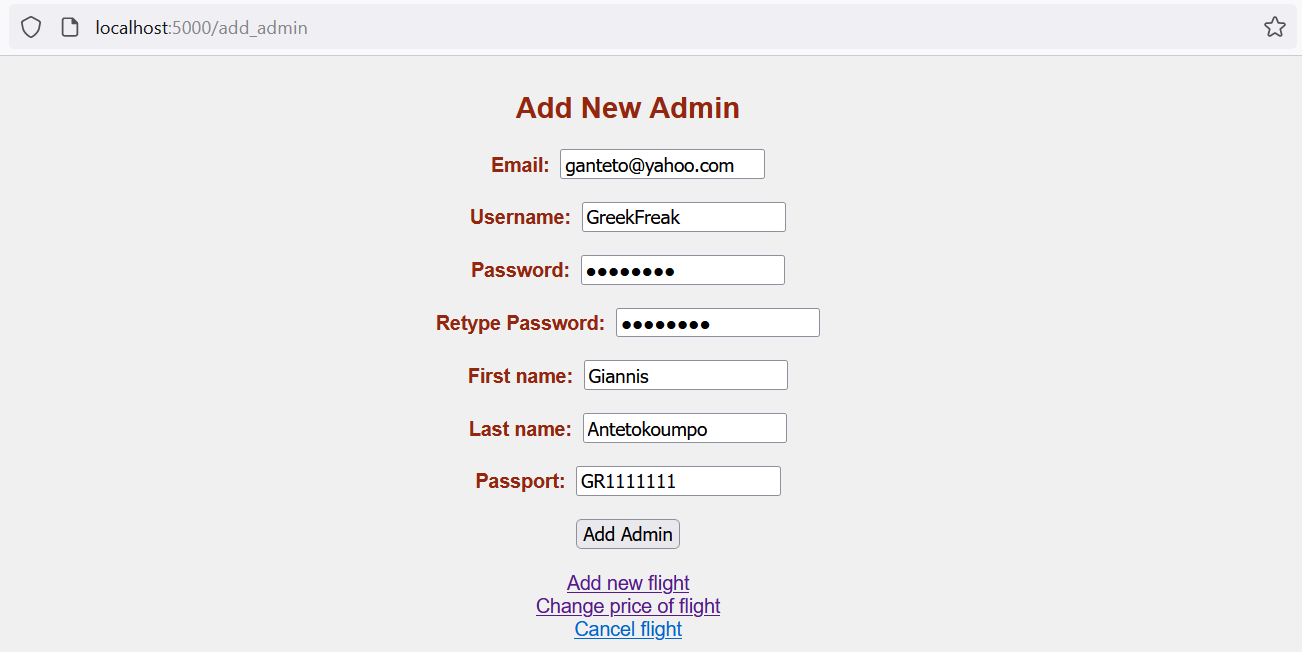 localhost:5000/add_admin
Add New Admin
Email: ganteto@yahoo.com
Username: GreekFreak
Password: ●●●●●●●●
Retype Password: ●●●●●●●●
First name: Giannis
Last name: Antetokoumpo
Passport: GR1111111
Add Admin
Add new flight
Change price of flight
Cancel flight